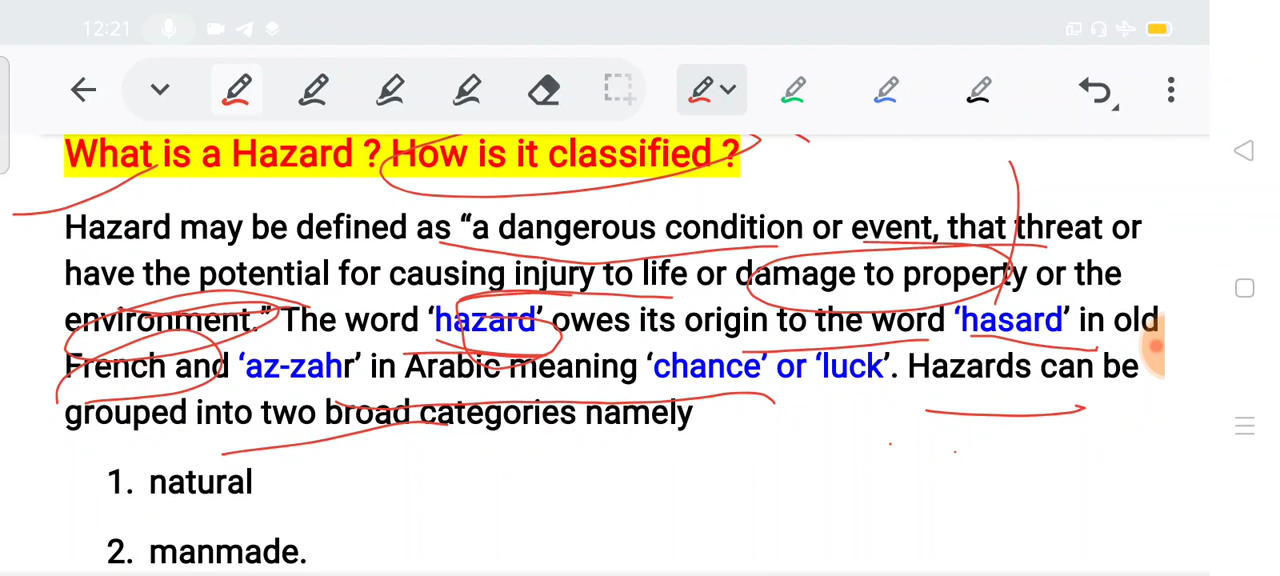 12:21
What is a Hazard ? How is it classified ?
Hazard may be defined as “a dangerous condition or event, that threat or
have the potential for causing injury to life or damage to property or the
environment.” The word ‘hazard’ owes its origin to the word ‘hasard’ in old
French and ‘az-zahr’ in Arabic meaning ‘chance’ or ‘luck’. Hazards can be
grouped into two broad categories namely
1. natural
2. manmade.